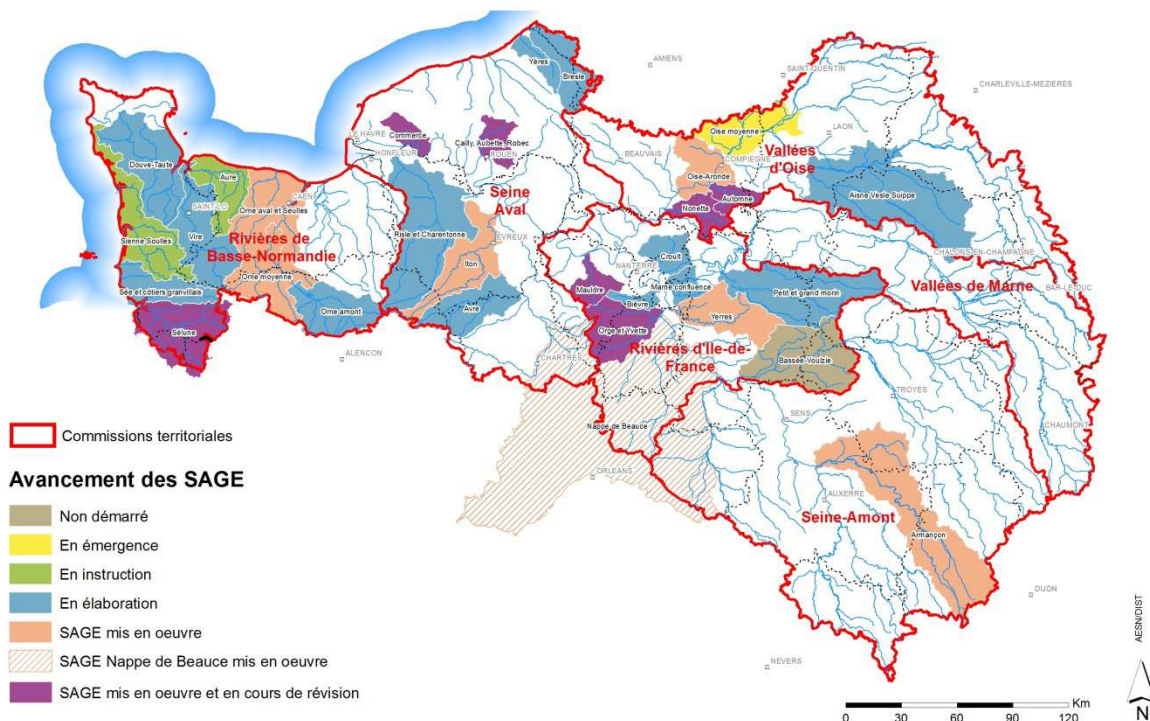 Yères
Bresle
AMIENS
SAINT-QUENTIN
CHARLEVILLE-MEZIERES
LE HAVRE
Commerce
HONFLEUR
Cailly, Aubette, Robec
ROUEN
BEAUVAIS
Oise moyenne
COMPIEGNE
LAON
Vallées
d'Oise
Oise-Aronde
Automne
Nonette
Aisne Vesle Suippe
Douve-Taute
Aure
CAEN
SAINT-LO
Orne aval et Seulles
Vire
Sienne Soulles
Rivières de
Basse-Normandie
Seine
Aval
Risle et Charentonne
EVREUX
Iton
Avre
Orne moyenne
Orne amont
Sée et côtiers granvillais
Sélune
ALENCON
Croult
NANTERRE
Mauldre
Marne confluence
Bièvre
Petit et grand morin
Yerres
CHALONS-EN-CHAMPAGNE
Vallées de Marne
BAR-LE-DUC
Orge et Yvette
Rivières d'Ile-de-
France
Bassée-Voulzie
CHARTRES
Nappe de Beauce
ORLEANS
SENS
TROYES
CHAUMONT
AUXERRE
Seine-Amont
Armançon
DIJON
NEVERS
Commissions territoriales
Avancement des SAGE
Non démarré
En émergence
En instruction
En élaboration
SAGE mis en oeuvre
SAGE Nappe de Beauce mis en oeuvre
SAGE mis en oeuvre et en cours de révision
Km
0 30 60 90 120
AESN/DIST
N